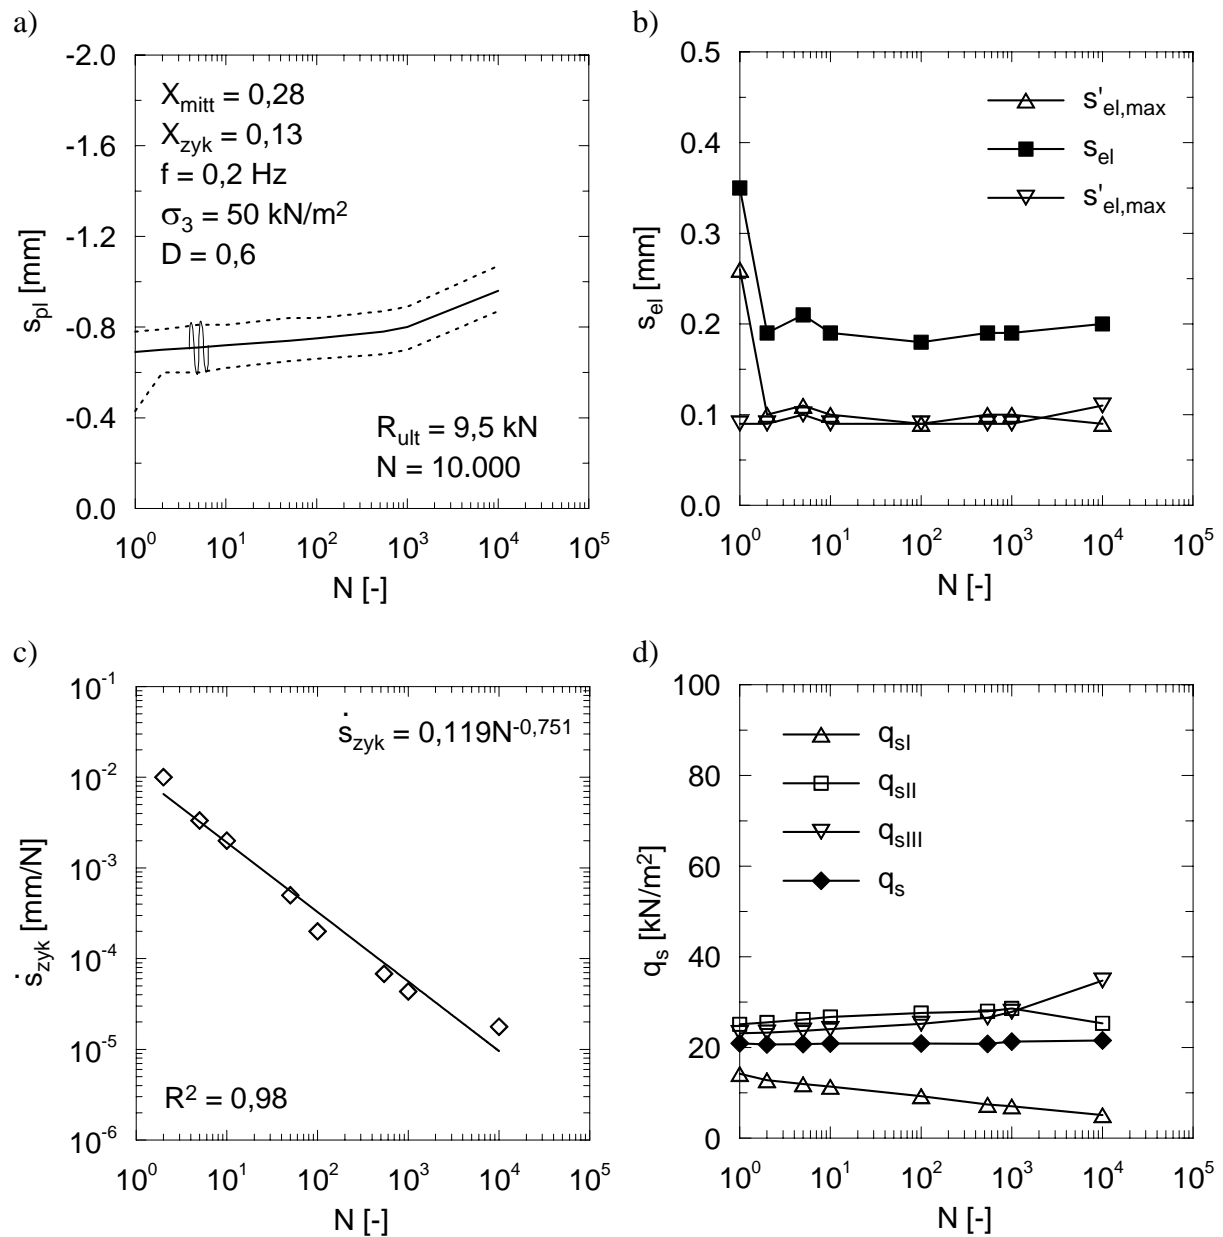 a)
-2.0
-1.6
-1.2
-0.8
-0.4
0.0
s_pl [mm]
X_mitt = 0,28
X_zyk = 0,13
f = 0,2 Hz
σ_3 = 50 kN/m²
D = 0,6
R_ult = 9,5 kN
N = 10.000
10⁰ 10¹ 10² 10³ 10⁴ 10⁵
N [-]
b)
0.5
0.4
0.3
0.2
0.1
0.0
s_el [mm]
s'_el,max
s_el
s'_el,max
10⁰ 10¹ 10² 10³ 10⁴ 10⁵
N [-]
c)
10⁻¹
10⁻²
10⁻³
10⁻⁴
10⁻⁵
10⁻⁶
ṡ_zyk [mm/N]
ṡ_zyk = 0,119N^-0,751
R² = 0,98
10⁰ 10¹ 10² 10³ 10⁴ 10⁵
N [-]
d)
100
80
60
40
20
0
q_s [kN/m²]
q_sI
q_sII
q_sIII
q_s
10⁰ 10¹ 10² 10³ 10⁴ 10⁵
N [-]